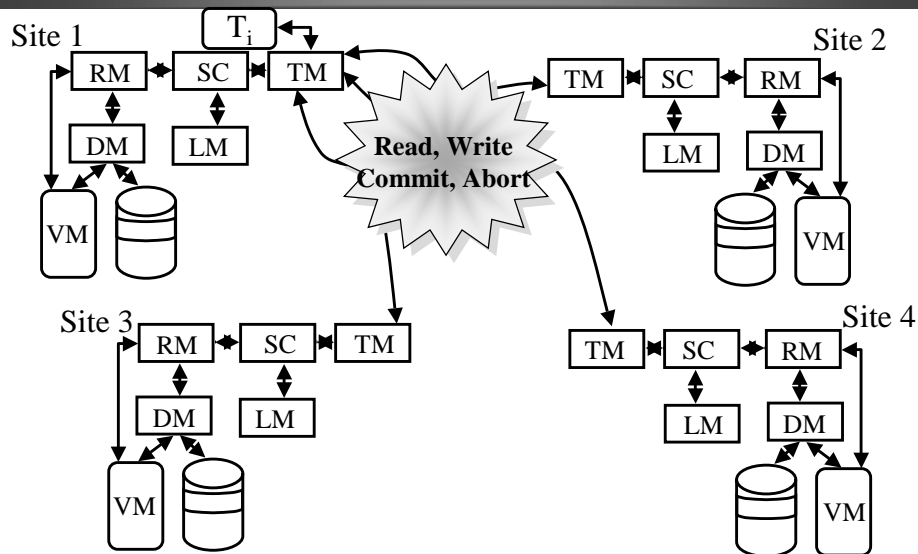 Site 1
T_i
RM
SC
TM
DM
LM
VM
Site 2
TM
SC
RM
LM
DM
VM
Read, Write
Commit, Abort
Site 3
RM
SC
TM
DM
LM
VM
Site 4
TM
SC
RM
LM
DM
VM